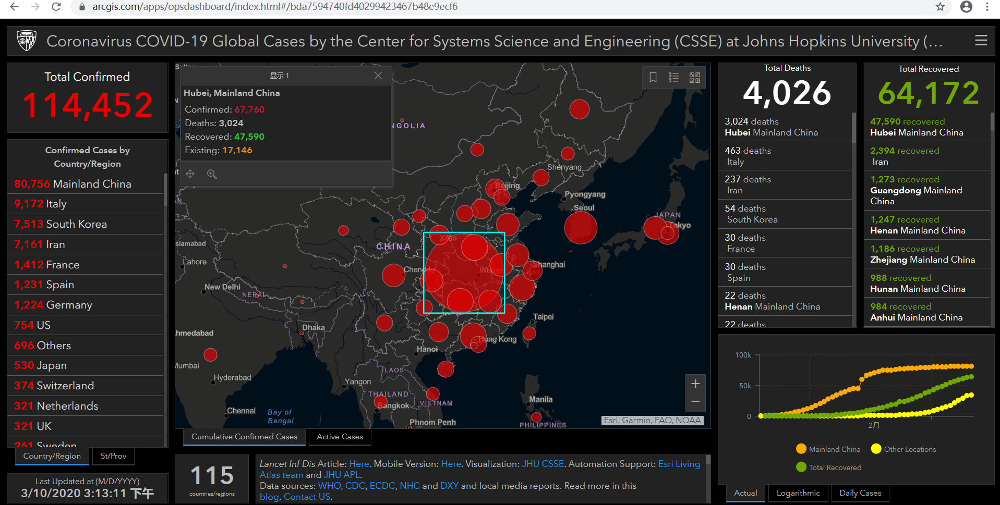 arcgis.com/apps/opsdashboard/index.html#/bda7594740fd40299423467b48e9ecf6
Coronavirus COVID-19 Global Cases by the Center for Systems Science and Engineering (CSSE) at Johns Hopkins University (...
Total Confirmed
114,452
Confirmed Cases by
Country/Region
80,756 Mainland China
9,172 Italy
7,513 South Korea
7,161 Iran
1,412 France
1,231 Spain
1,224 Germany
754 US
696 Others
530 Japan
374 Switzerland
321 Netherlands
321 UK
261 Sweden
Country/Region
St/Prov
Last Updated at (M/D/YYYY)
3/10/2020 3:13:11 下午
显示 1
Hubei, Mainland China
Confirmed: 67,760
Deaths: 3,024
Recovered: 47,590
Existing: 17,146
NGOLIA
Shenyang
Beijing
Pyongyang
Seoul
JAPAN
Tokyo
Xi'an
CHINA
slamabad
Lahore
Chengdu
Wuhan
Shanghai
New Delhi
NEPAL
Taipei
Dhaka
hmedabad
Hong Kong
Hanoi
Mumbai
LAOS
Hyderabad
Yangon
THAILAND
VIETNAM
Manila
Bangkok
Chennai
Bay of
Bengal
Phnom Penh
PHILIPPINES
Esri, Garmin, FAO, NOAA
Cumulative Confirmed Cases
Active Cases
115
countries/regions
Lancet Inf Dis Article: Here. Mobile Version: Here. Visualization: JHU CSSE. Automation Support: Esri Living
Atlas team and JHU APL.
Data sources: WHO, CDC, ECDC, NHC and DXY and local media reports. Read more in this
blog. Contact US.
Total Deaths
4,026
3,024 deaths
Hubei Mainland China
463 deaths
Italy
237 deaths
Iran
54 deaths
South Korea
30 deaths
France
30 deaths
Spain
22 deaths
Henan Mainland China
22 deaths
Total Recovered
64,172
47,590 recovered
Hubei Mainland China
2,394 recovered
Iran
1,273 recovered
Guangdong Mainland
China
1,247 recovered
Henan Mainland China
1,186 recovered
Zhejiang Mainland China
988 recovered
Hunan Mainland China
984 recovered
Anhui Mainland China
100k
50k
0
2月
Mainland China
Other Locations
Total Recovered
Actual
Logarithmic
Daily Cases